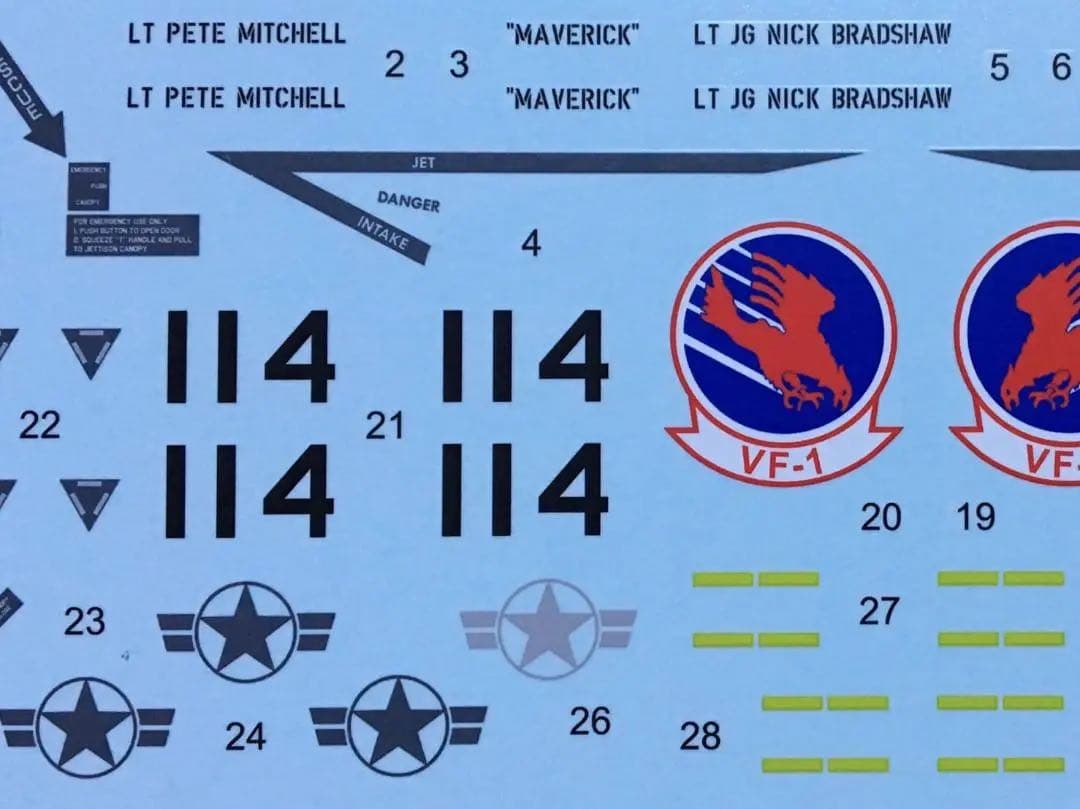 LT PETE MITCHELL "MAVERICK" LT JG NICK BRADSHAW
2 3 5 6
LT PETE MITCHELL "MAVERICK" LT JG NICK BRADSHAW
JET
EMERGENCY
PUSH
CANOPY
DANGER
INTAKE
FOR EMERGENCY USE ONLY
1. PUSH BUTTON TO OPEN DOOR
2. SQUEEZE "T" HANDLE AND PULL
TO JETTISON CANOPY
4
114 114
22 21
114 114
VF-1 VF-
20 19
23 27
24 26 28